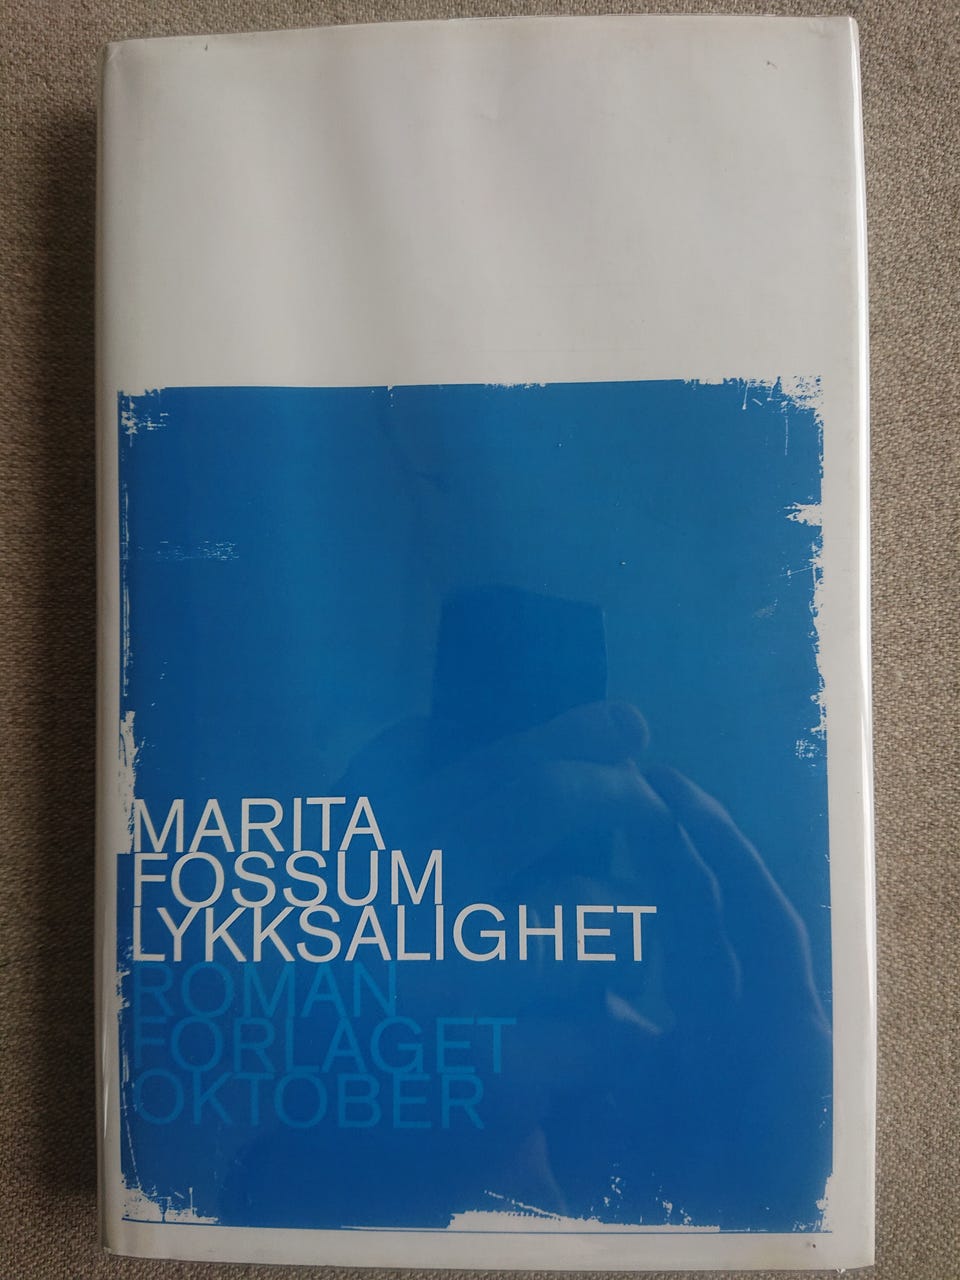 MARITA
FOSSUM
LYKKSALIGHET
ROMAN
FORLAGET
OKTOBER